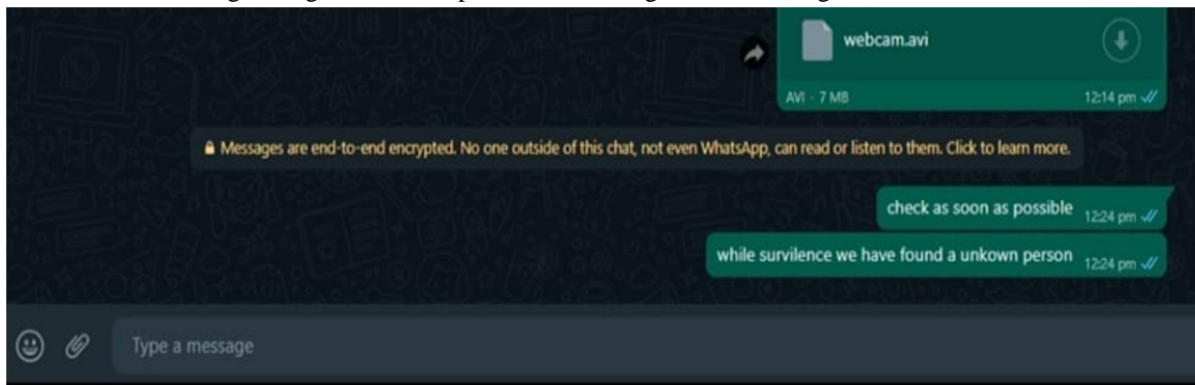 webcam.avi
AVI · 7 MB 12:14 pm
Messages are end-to-end encrypted. No one outside of this chat, not even WhatsApp, can read or listen to them. Click to learn more.
check as soon as possible 12:24 pm
while survilence we have found a unkown person 12:24 pm
Type a message